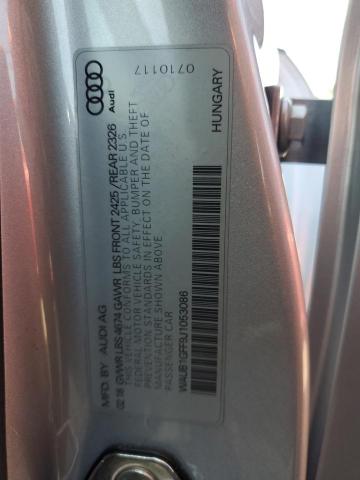 MFD. BY AUDI AG
02.18 GVWR LBS 4674 GAWR LBS FRONT 2425 /REAR 2326
THIS VEHICLE CONFORMS TO ALL APPLICABLE U.S.
FEDERAL MOTOR VEHICLE SAFETY, BUMPER AND THEFT
PREVENTION STANDARDS IN EFFECT ON THE DATE OF
MANUFACTURE SHOWN ABOVE
PASSENGER CAR
WAUB1GFF9J1053086
HUNGARY
Audi
0710117